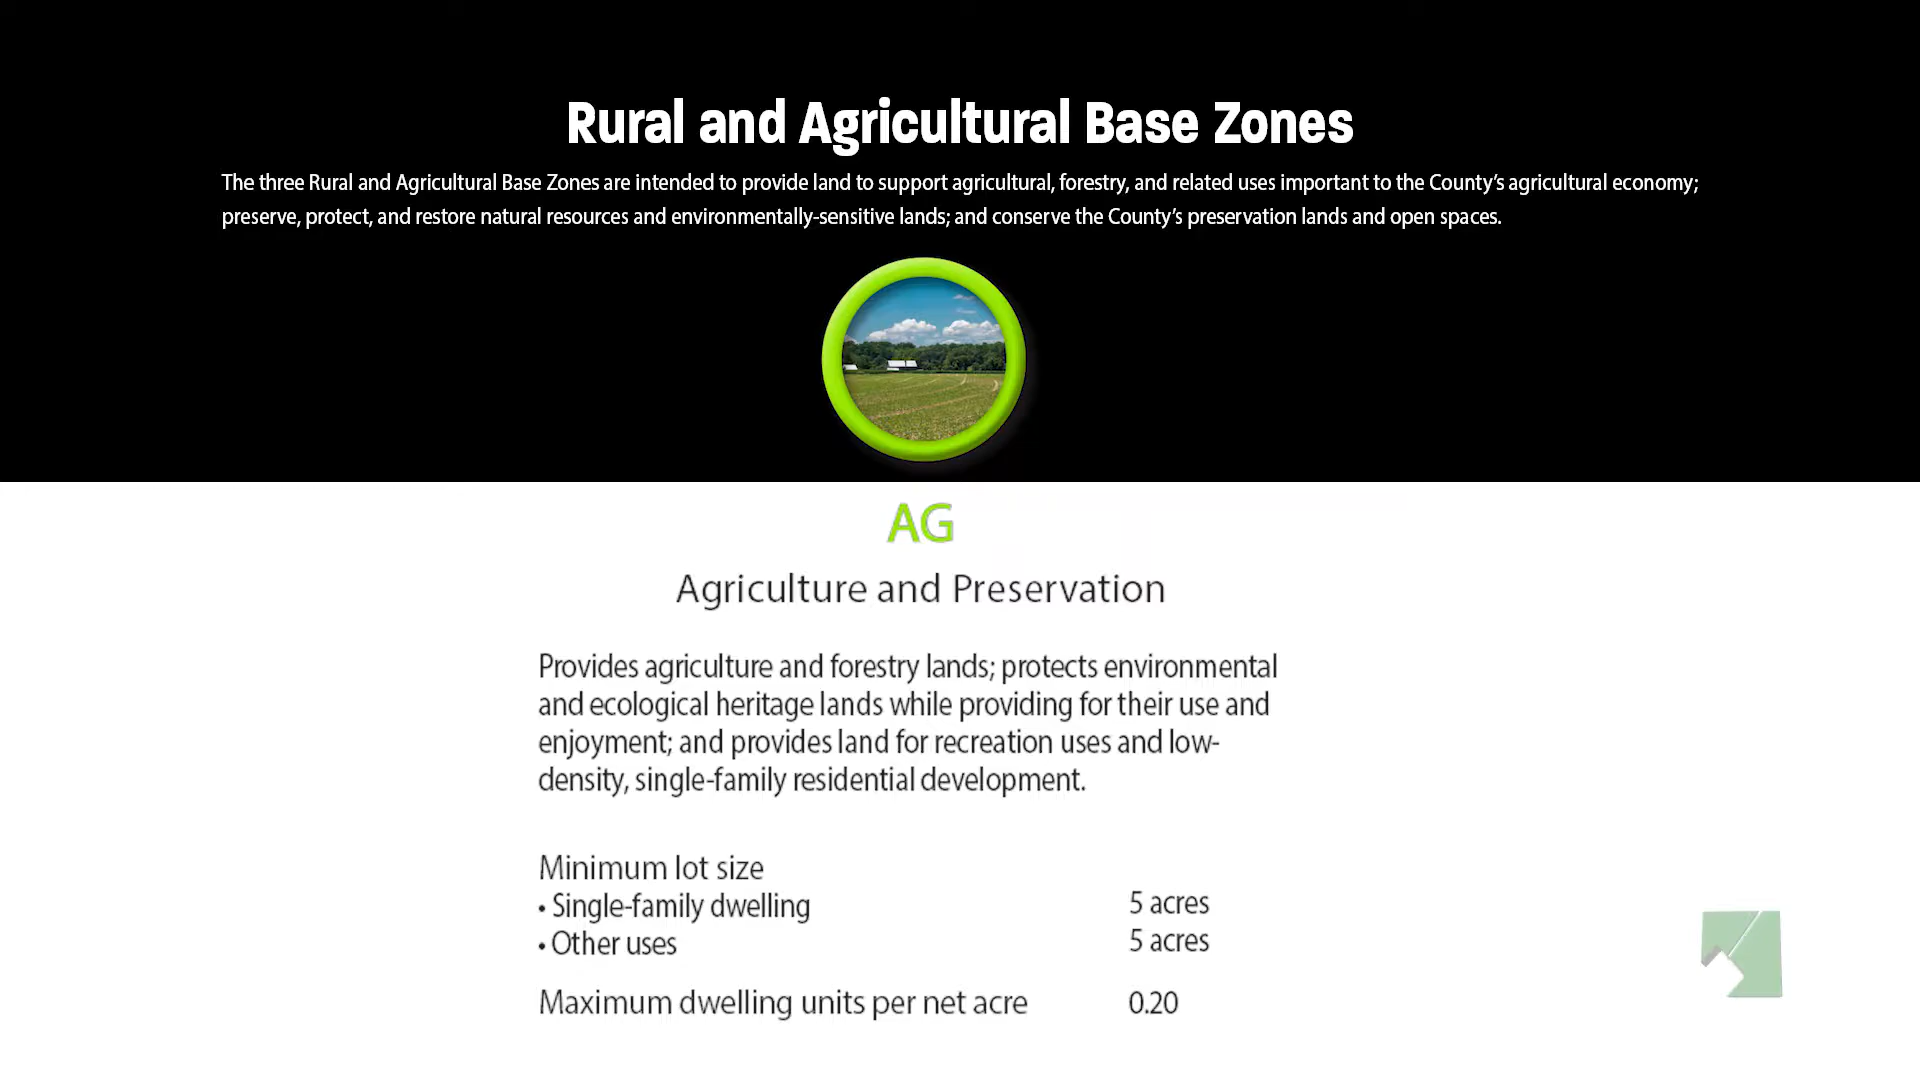 Rural and Agricultural Base Zones
The three Rural and Agricultural Base Zones are intended to provide land to support agricultural, forestry, and related uses important to the County’s agricultural economy;
preserve, protect, and restore natural resources and environmentally-sensitive lands; and conserve the County’s preservation lands and open spaces.
AG
Agriculture and Preservation
Provides agriculture and forestry lands; protects environmental
and ecological heritage lands while providing for their use and
enjoyment; and provides land for recreation uses and low-
density, single-family residential development.
Minimum lot size
• Single-family dwelling 5 acres
• Other uses 5 acres
Maximum dwelling units per net acre 0.20